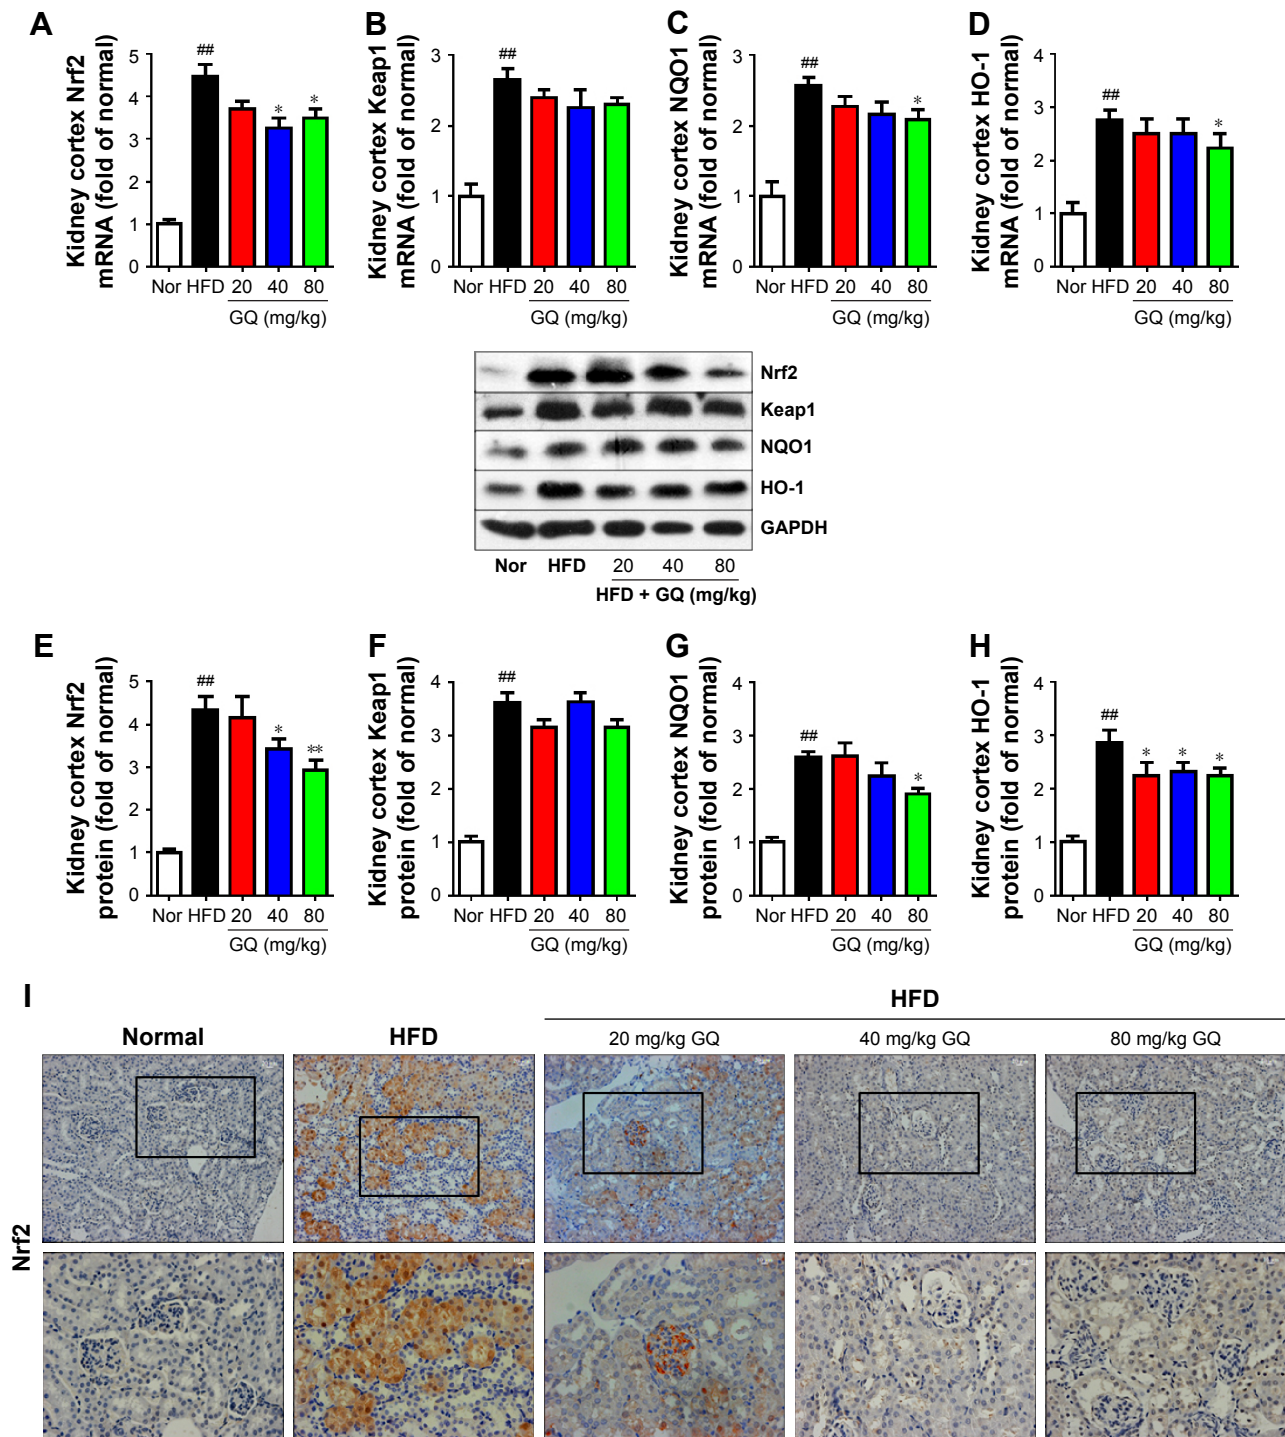 A
Kidney cortex Nrf2
mRNA (fold of normal)
5
4
3
2
1
0
##
*
*
Nor HFD 20 40 80
GQ (mg/kg)
B
Kidney cortex Keap1
mRNA (fold of normal)
3
2
1
0
##
Nor HFD 20 40 80
GQ (mg/kg)
C
Kidney cortex NQO1
mRNA (fold of normal)
3
2
1
0
##
*
Nor HFD 20 40 80
GQ (mg/kg)
D
Kidney cortex HO-1
mRNA (fold of normal)
4
3
2
1
0
##
*
Nor HFD 20 40 80
GQ (mg/kg)
Nrf2
Keap1
NQO1
HO-1
GAPDH
Nor HFD 20 40 80
HFD + GQ (mg/kg)
E
Kidney cortex Nrf2
protein (fold of normal)
5
4
3
2
1
0
##
*
**
Nor HFD 20 40 80
GQ (mg/kg)
F
Kidney cortex Keap1
protein (fold of normal)
4
3
2
1
0
##
Nor HFD 20 40 80
GQ (mg/kg)
G
Kidney cortex NQO1
protein (fold of normal)
4
3
2
1
0
##
*
Nor HFD 20 40 80
GQ (mg/kg)
H
Kidney cortex HO-1
protein (fold of normal)
4
3
2
1
0
##
*
*
*
Nor HFD 20 40 80
GQ (mg/kg)
I
HFD
Normal HFD 20 mg/kg GQ 40 mg/kg GQ 80 mg/kg GQ
Nrf2